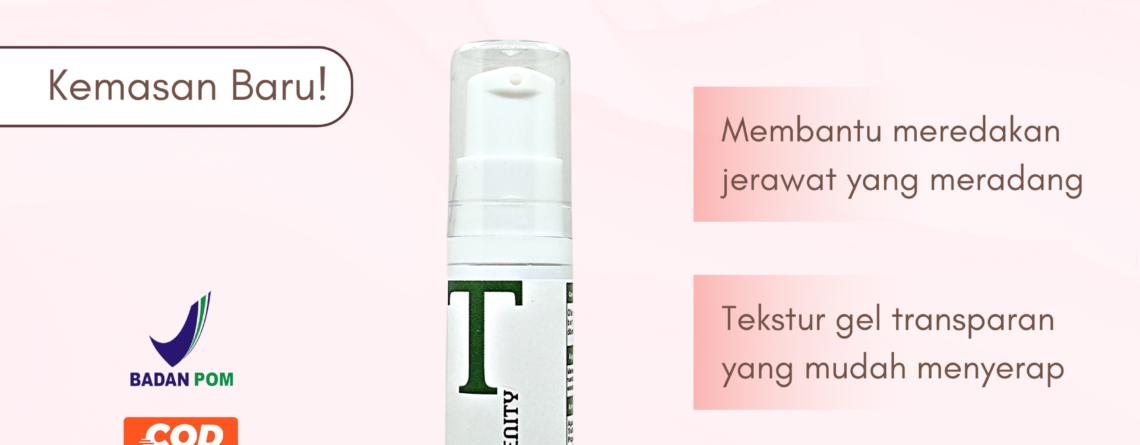 Kemasan Baru!
Membantu meredakan
jerawat yang meradang
Tekstur gel transparan
yang mudah menyerap
BADAN POM
COD
T